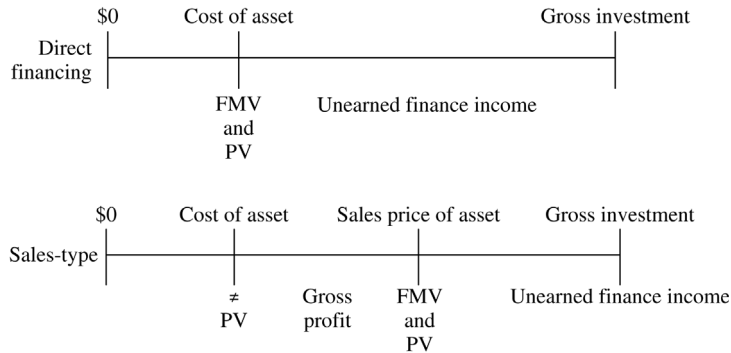 $0 Cost of asset Gross investment
Direct
financing
FMV Unearned finance income
and
PV
$0 Cost of asset Sales price of asset Gross investment
Sales-type
≠ Gross FMV Unearned finance income
PV profit and
PV